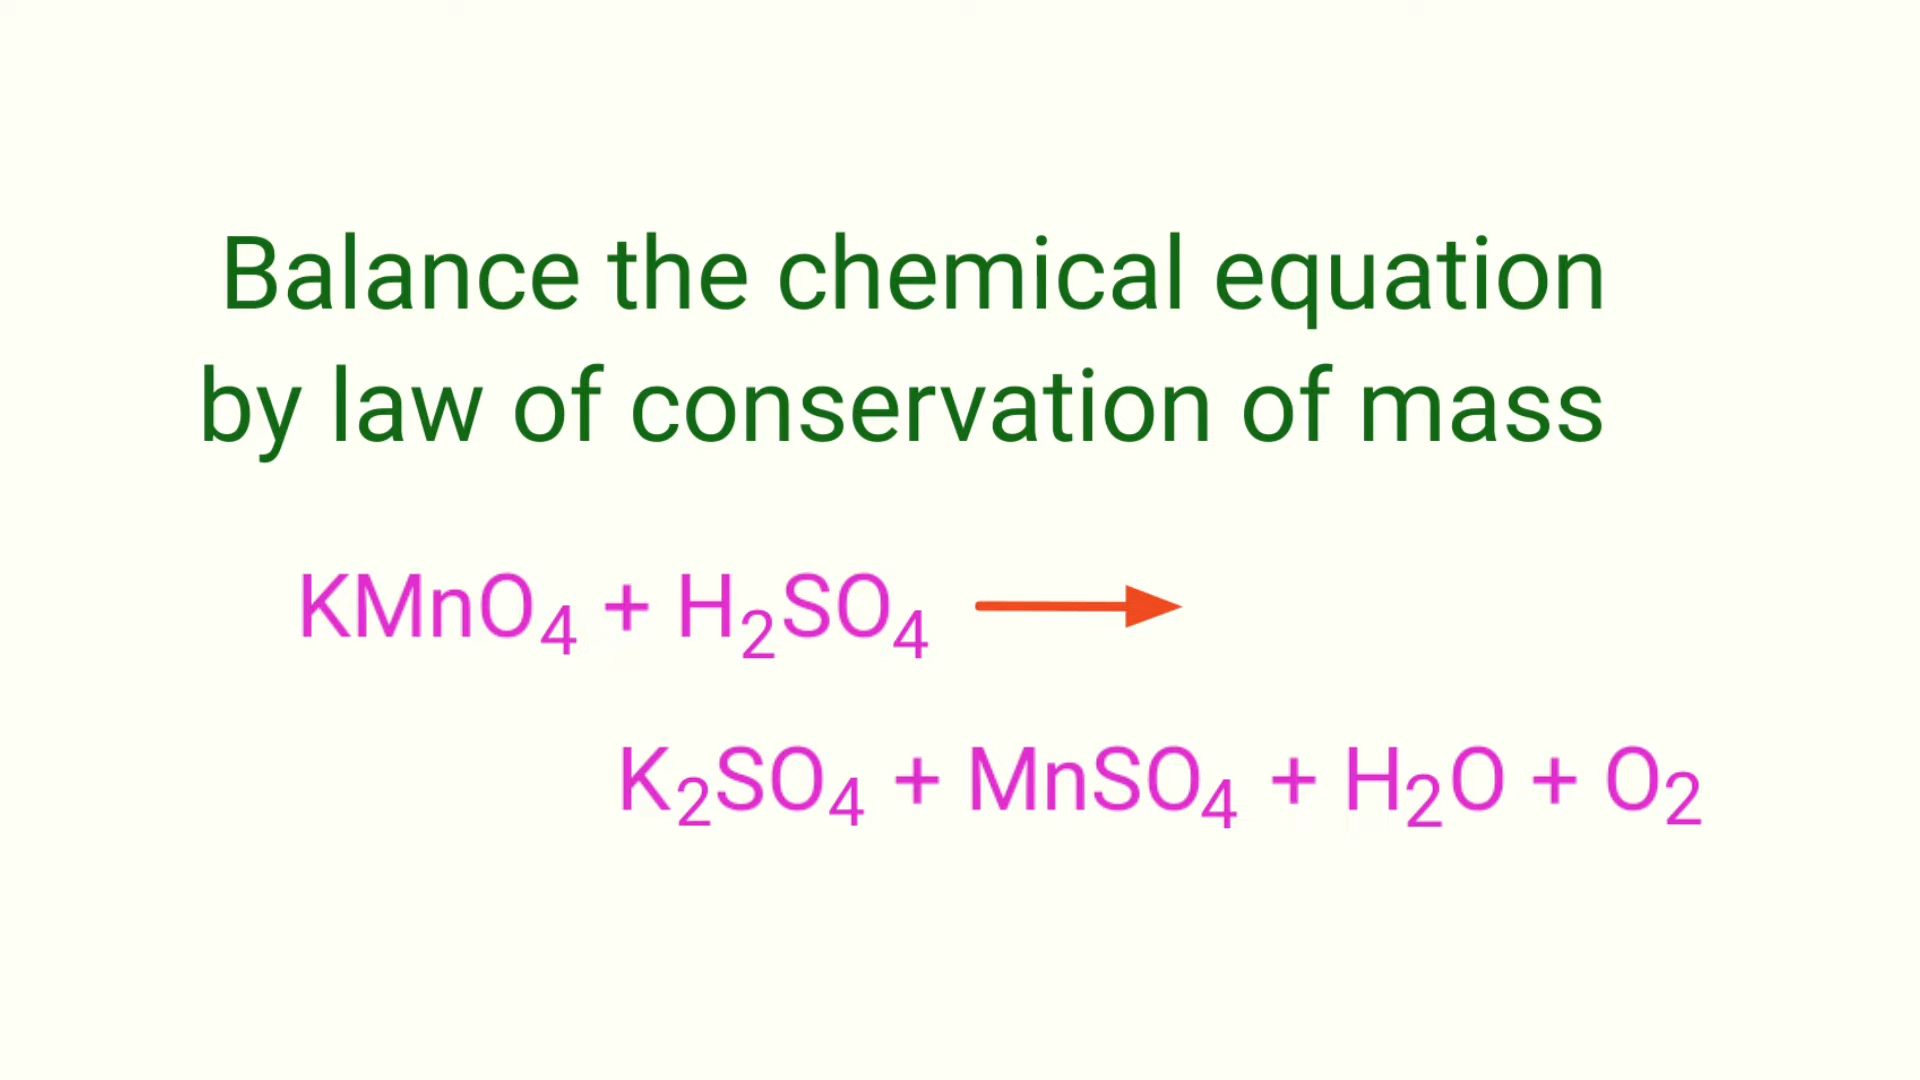 Balance the chemical equation
by law of conservation of mass
KMnO₄ + H₂SO₄ ⟶
K₂SO₄ + MnSO₄ + H₂O + O₂